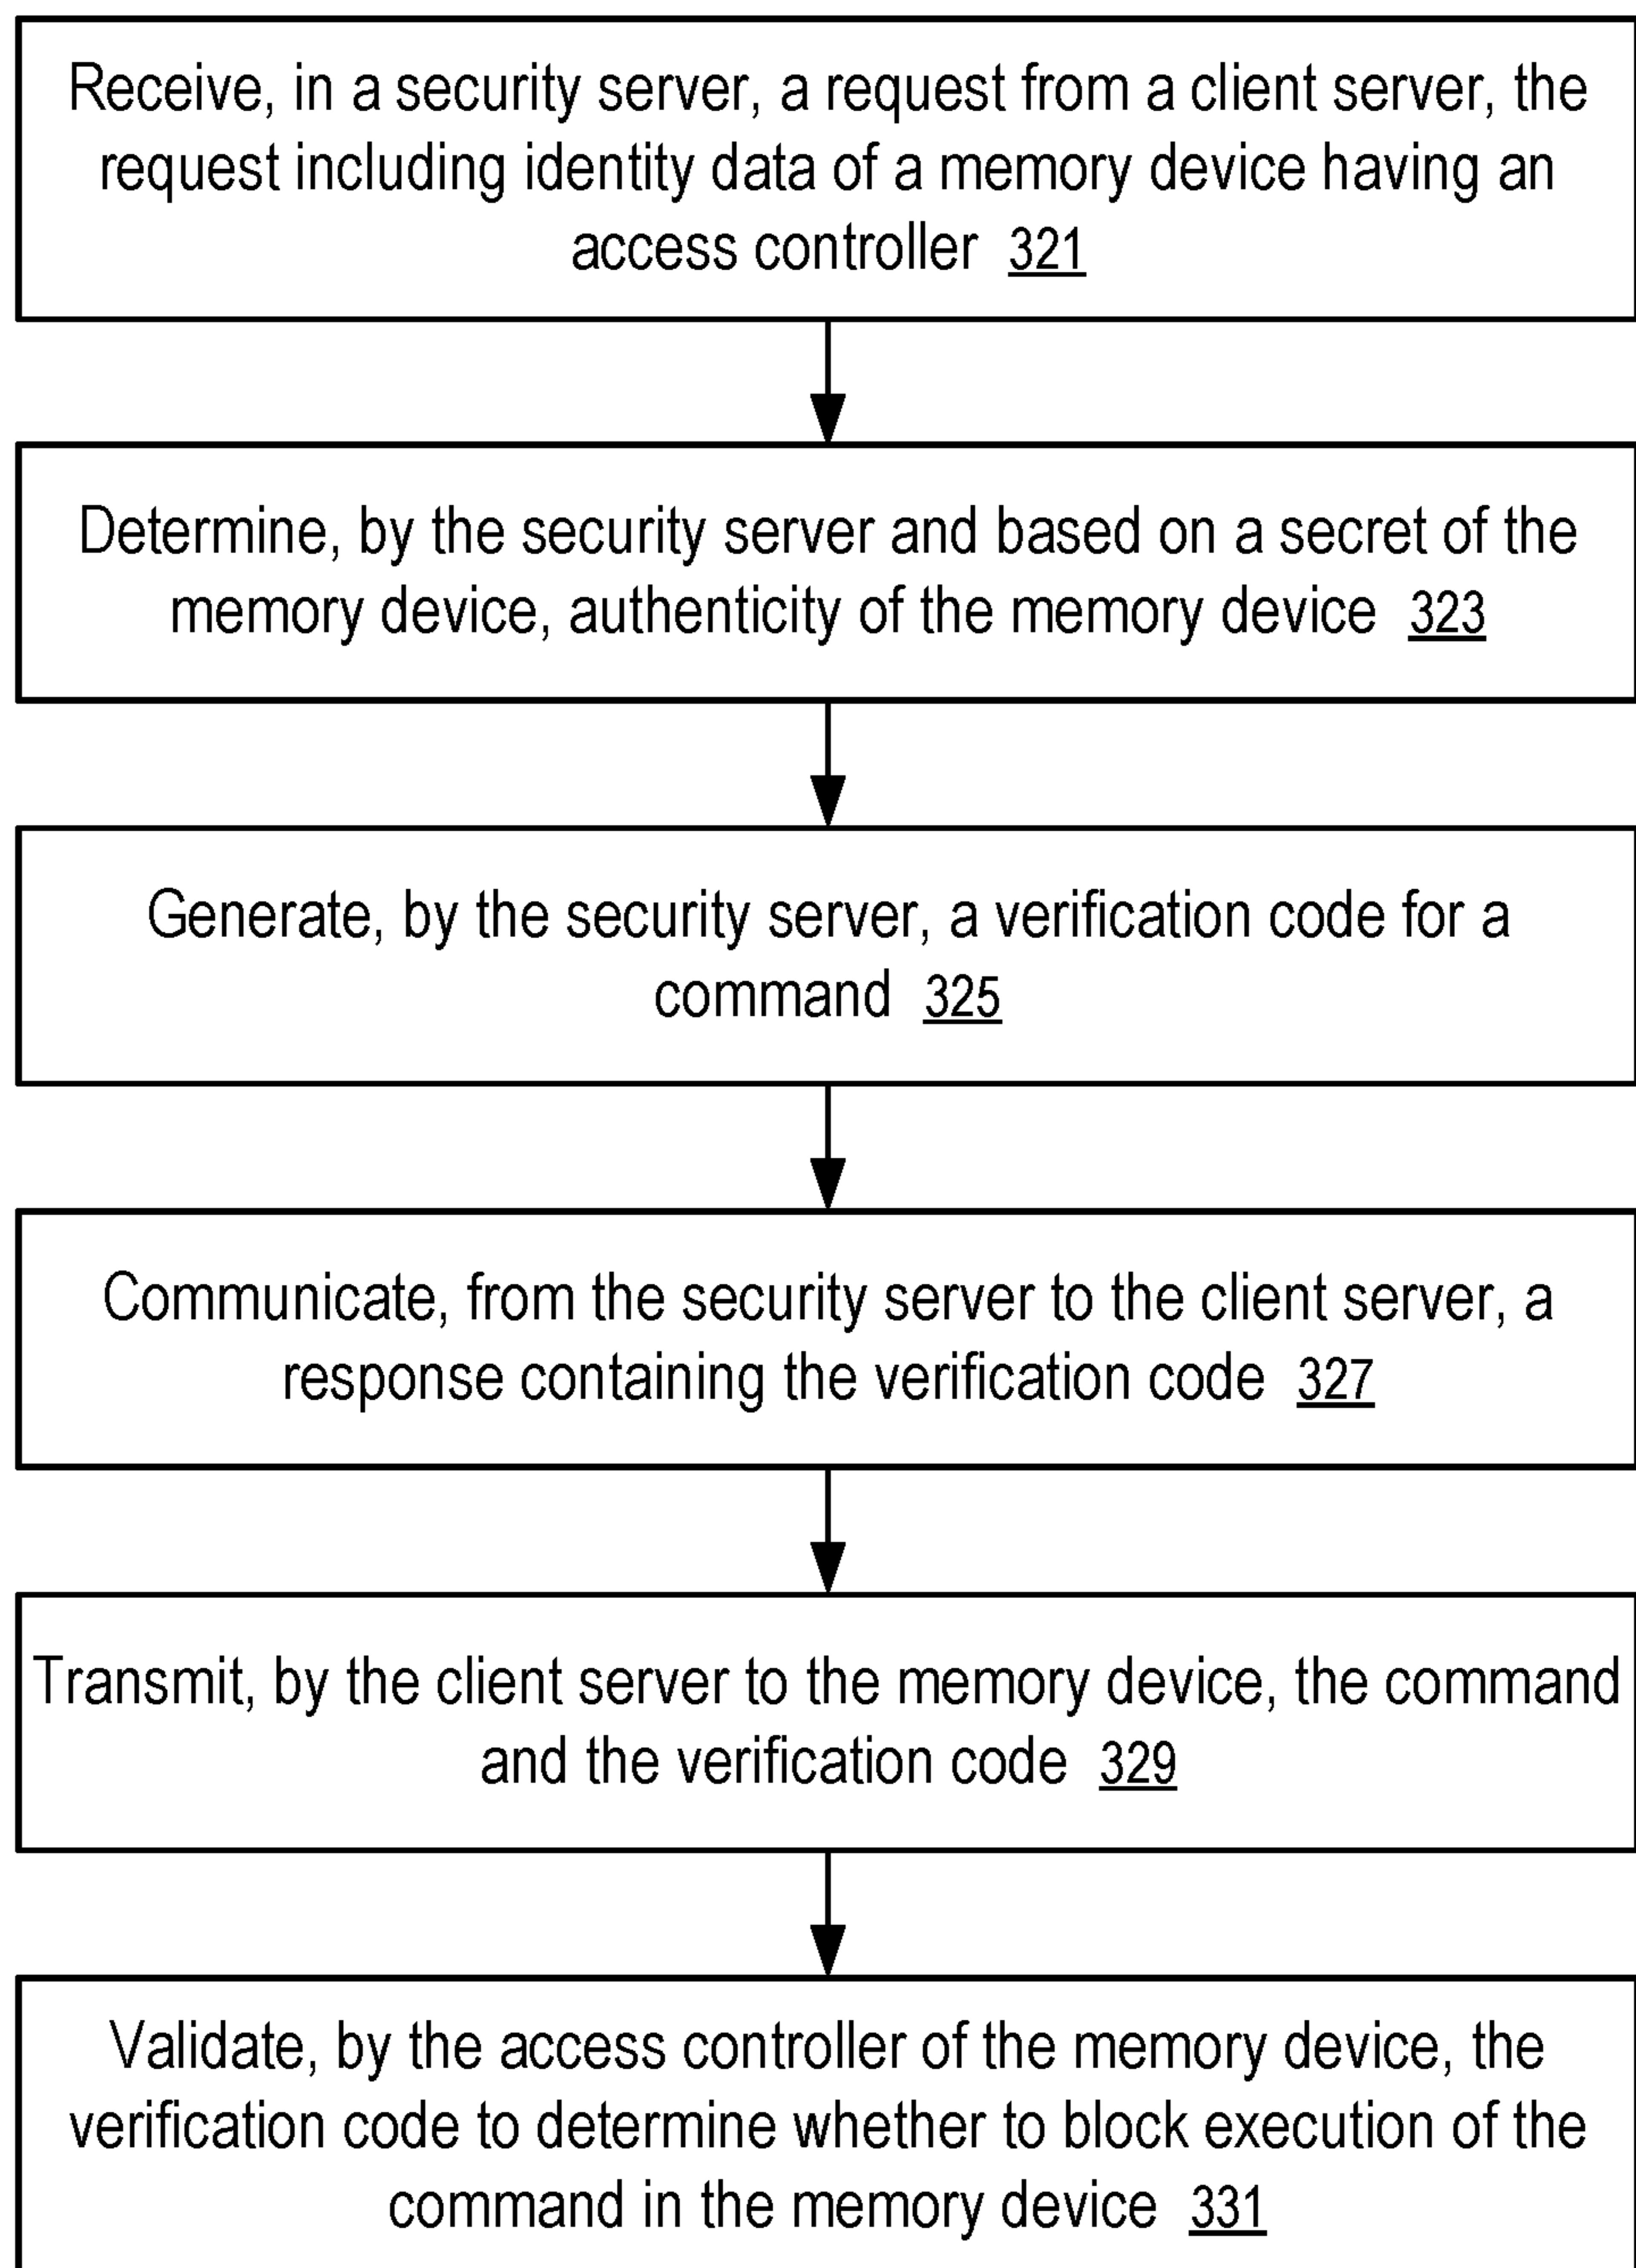 Receive, in a security server, a request from a client server, the
request including identity data of a memory device having an
access controller 321
Determine, by the security server and based on a secret of the
memory device, authenticity of the memory device 323
Generate, by the security server, a verification code for a
command 325
Communicate, from the security server to the client server, a
response containing the verification code 327
Transmit, by the client server to the memory device, the command
and the verification code 329
Validate, by the access controller of the memory device, the
verification code to determine whether to block execution of the
command in the memory device 331